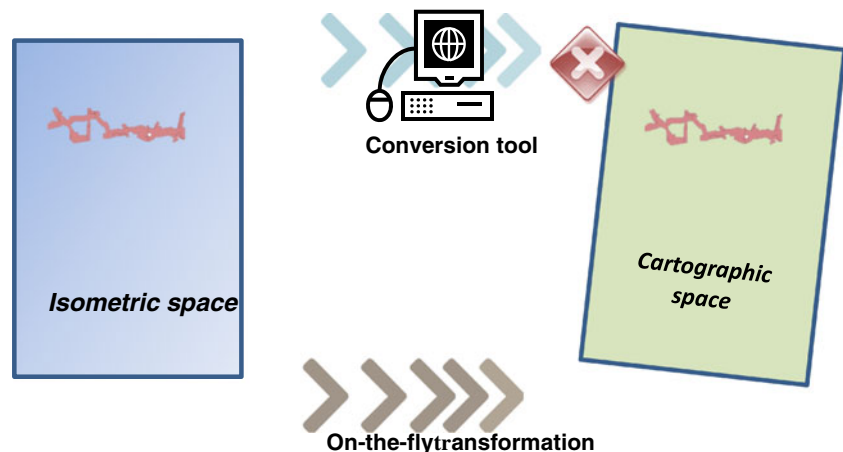 Conversion tool
Isometric space
Cartographic
space
On-the-flytransformation